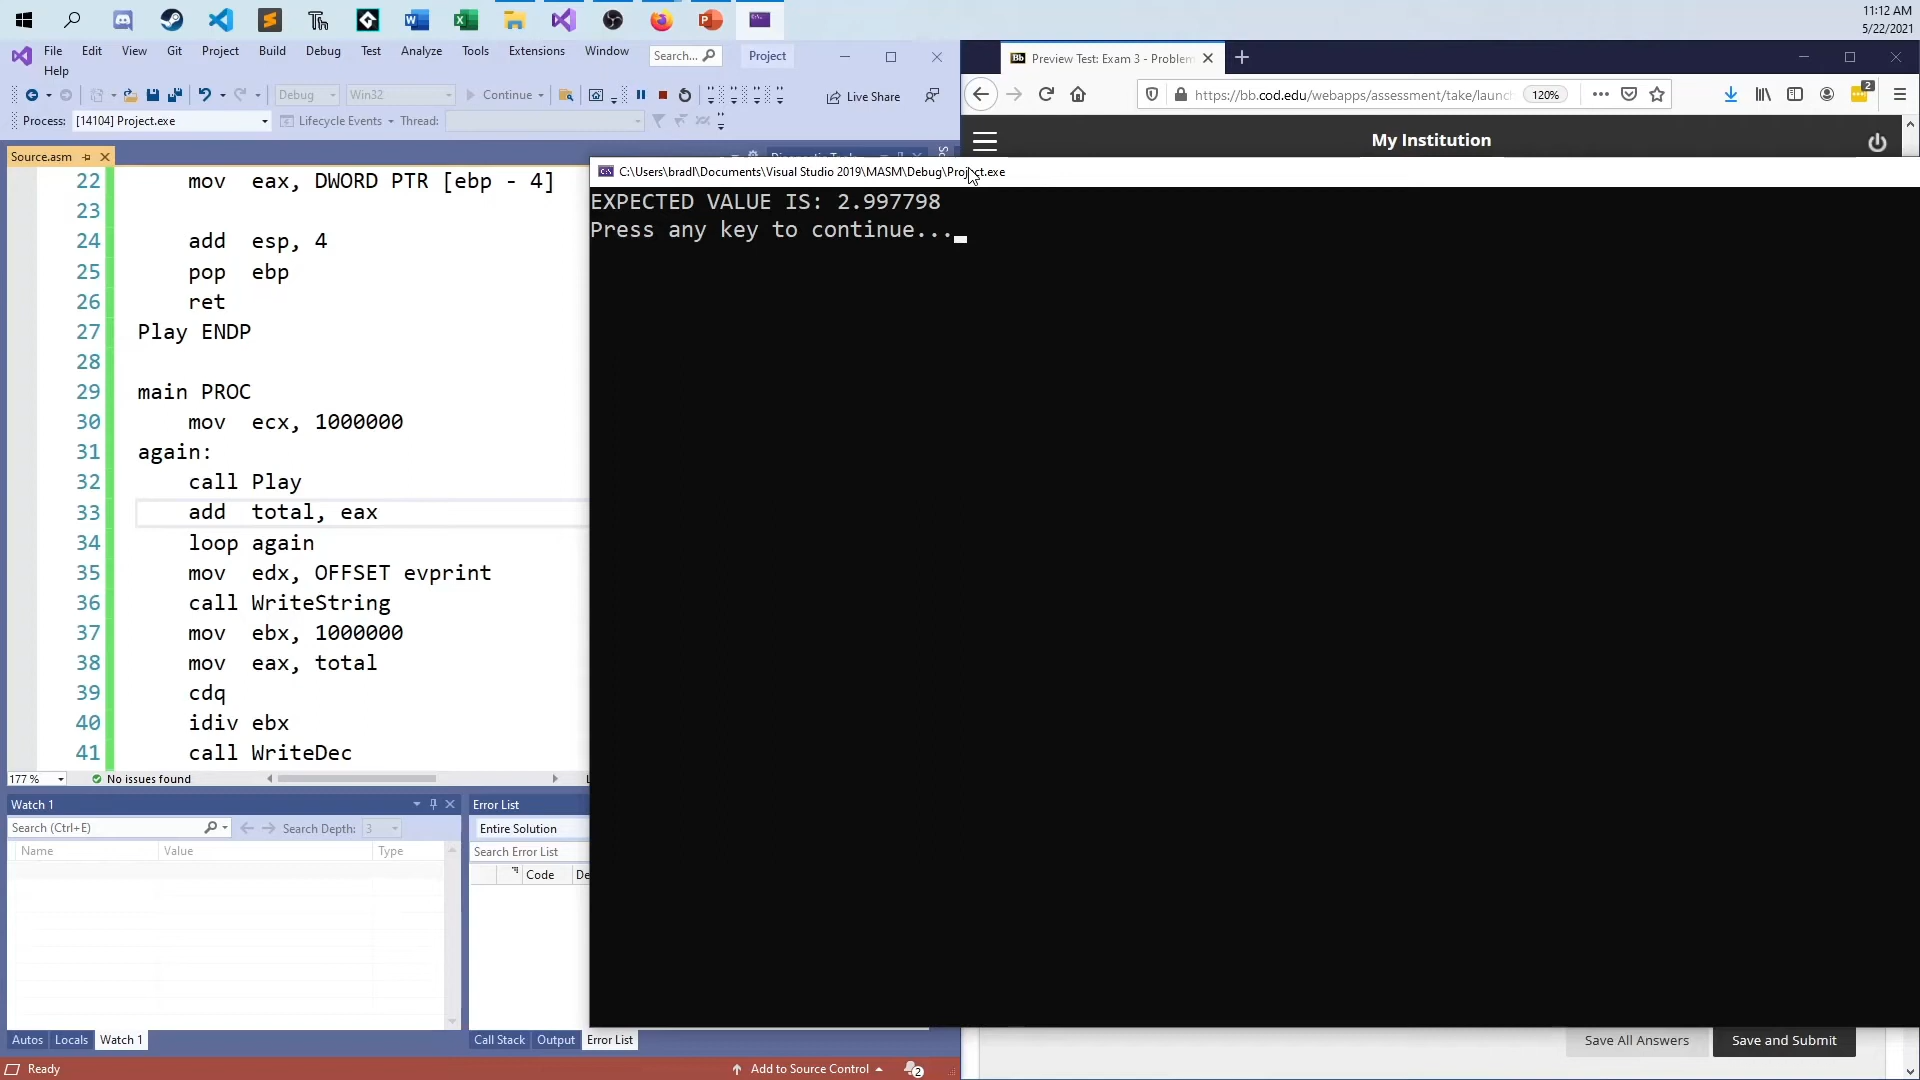 11:12 AM
5/22/2021
File Edit View Git Project Build Debug Test Analyze Tools Extensions Window Search... Project
Help
Debug Win32 Continue Live Share
Process: [14104] Project.exe Lifecycle Events Thread:
Source.asm
22 mov eax, DWORD PTR [ebp - 4]
23
24 add esp, 4
25 pop ebp
26 ret
27 Play ENDP
28
29 main PROC
30 mov ecx, 1000000
31 again:
32 call Play
33 add total, eax
34 loop again
35 mov edx, OFFSET evprint
36 call WriteString
37 mov ebx, 1000000
38 mov eax, total
39 cdq
40 idiv ebx
41 call WriteDec
177 % No issues found
Watch 1
Search (Ctrl+E) Search Depth: 3
Name Value Type
Autos Locals Watch 1
Error List
Entire Solution
Search Error List
Code De
Call Stack Output Error List
Ready Add to Source Control 2
Bb Preview Test: Exam 3 - Problem
https://bb.cod.edu/webapps/assessment/take/launc 120% 2
My Institution
C:\Users\bradl\Documents\Visual Studio 2019\MASM\Debug\Project.exe
EXPECTED VALUE IS: 2.997798
Press any key to continue...
Save All Answers Save and Submit